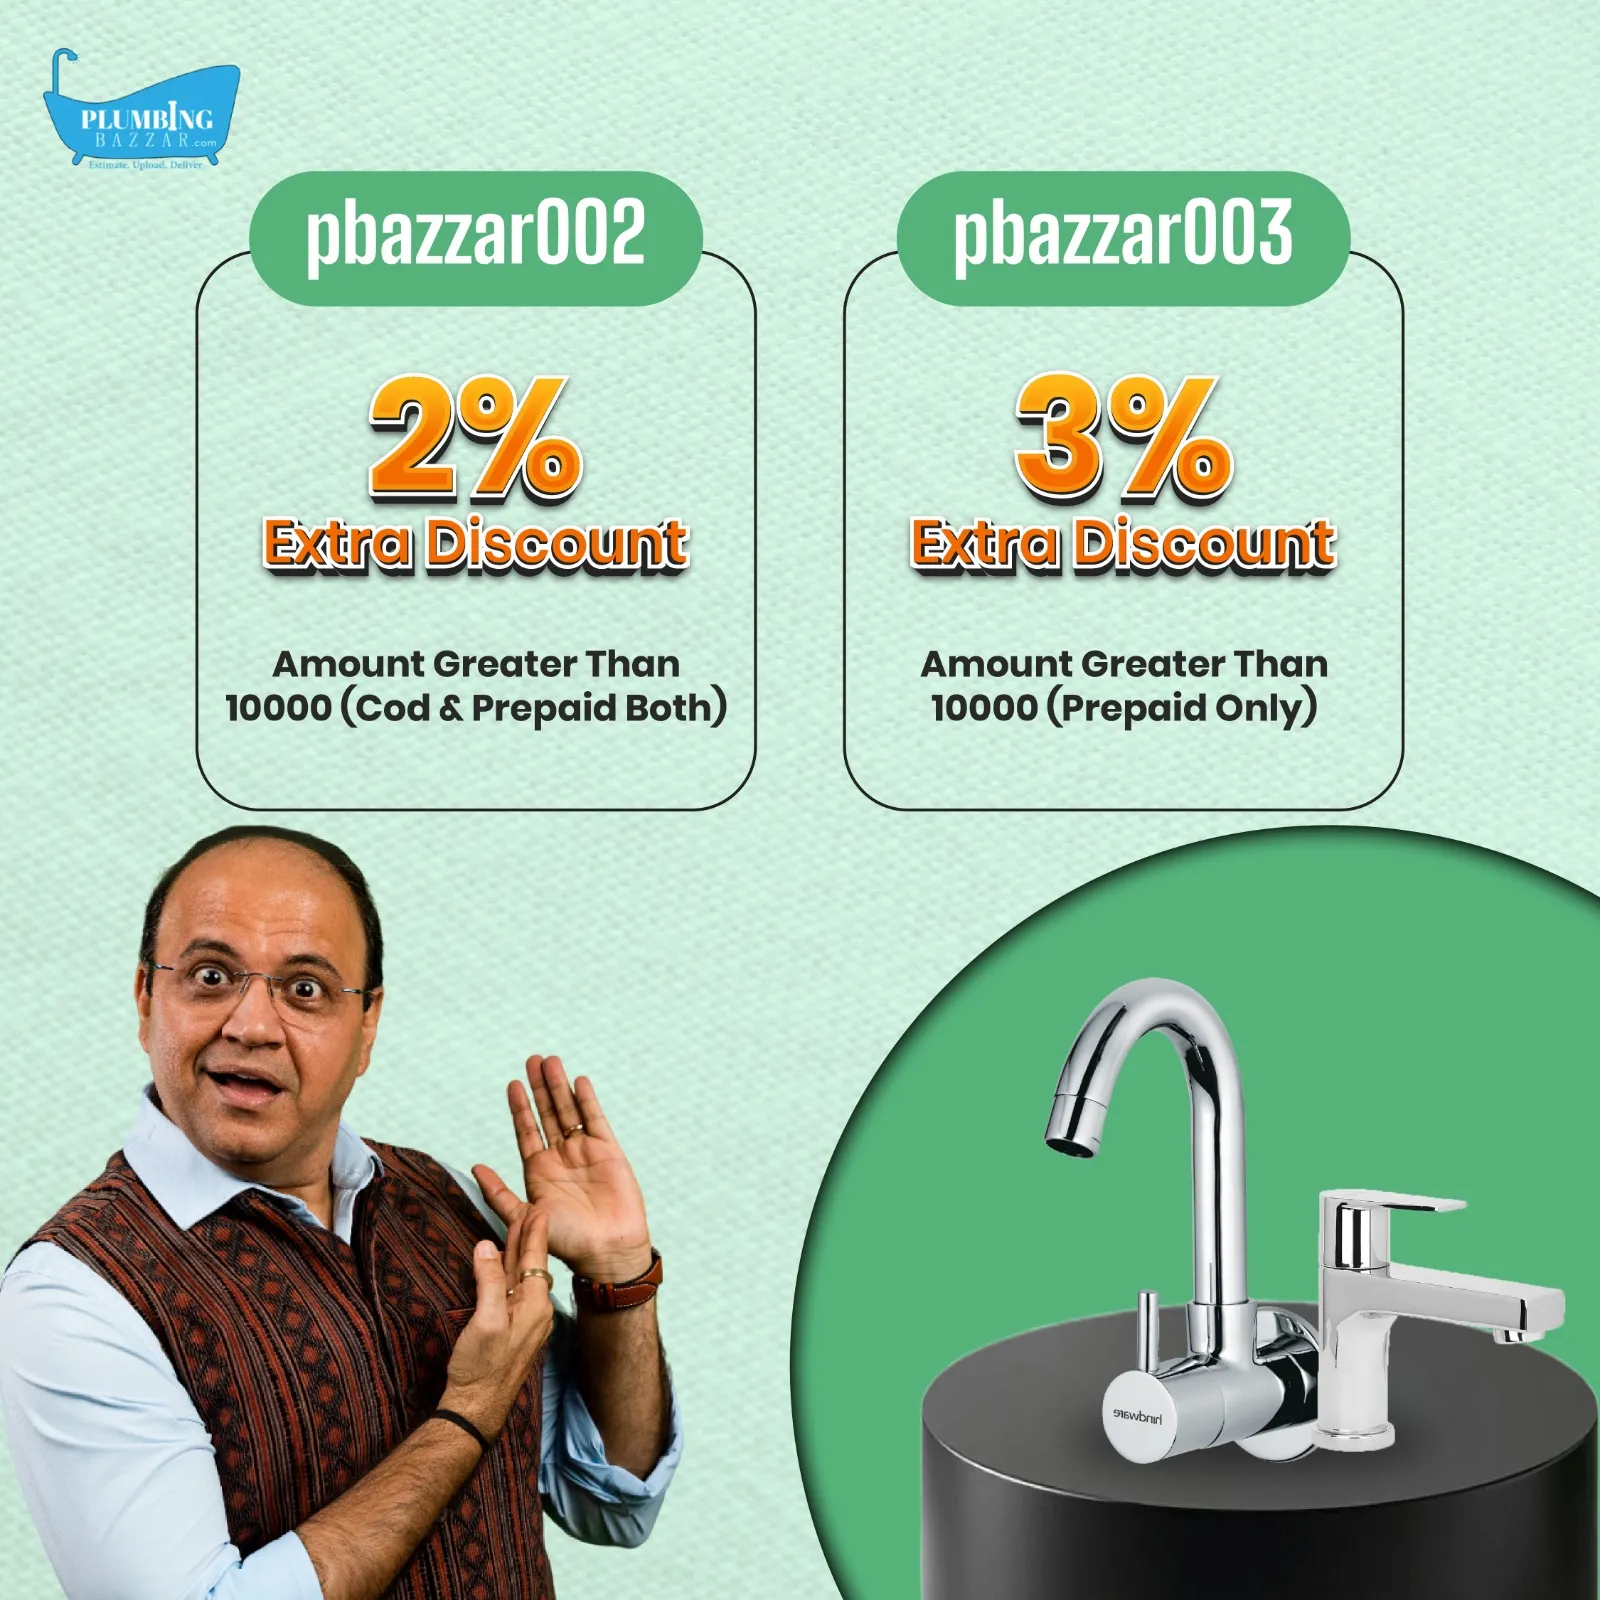 PLUMBING
BAZZAR.com
Estimate. Upload. Deliver
pbazzar002
2%
Extra Discount
Amount Greater Than
10000 (Cod & Prepaid Both)
pbazzar003
3%
Extra Discount
Amount Greater Than
10000 (Prepaid Only)
hindware